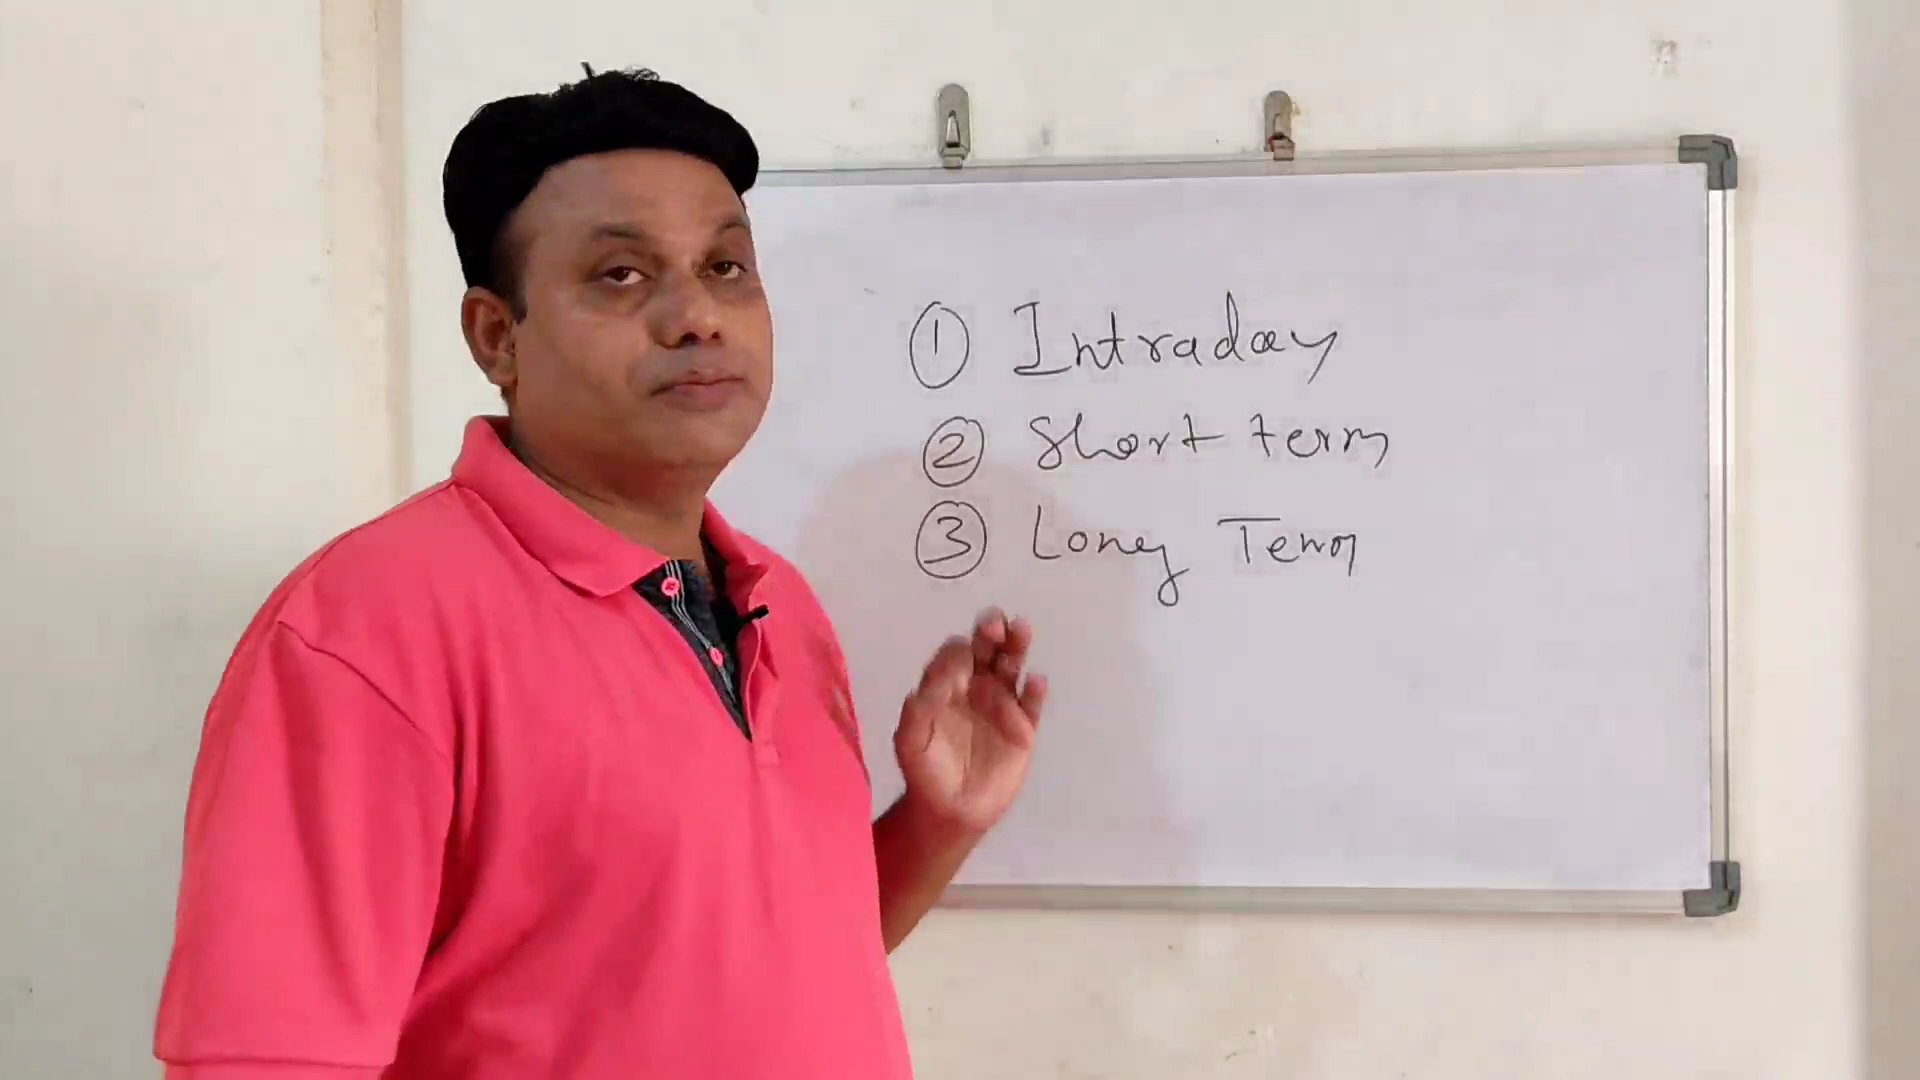 ① Intraday
② Short term
③ Long Term